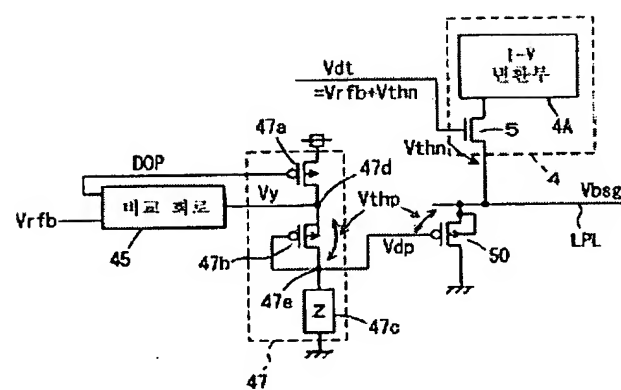 I-V
변환부
4A
Vdt
=Vrfb+Vthn
5
Vthn
4
47a
DOP
47d
Vy
Vthp
Vbsg
Vrfb
비교 회로
45
47b
Vdp
50
LPL
47e
Z
47c
47